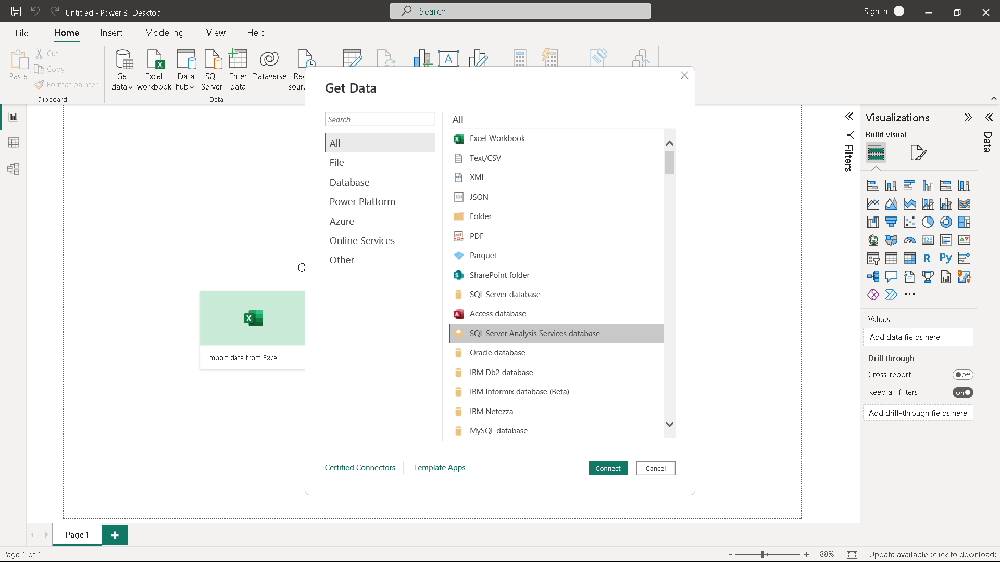 Untitled - Power BI Desktop
Search
Sign in
File
Home
Insert
Modeling
View
Help
Paste
Cut
Copy
Format painter
Clipboard
Get data
Excel workbook
Data hub
SQL Server
Enter data
Dataverse
Data
A
Get Data
Search
All
File
Database
Power Platform
Azure
Online Services
Other
All
Excel Workbook
Text/CSV
XML
JSON
Folder
PDF
Parquet
SharePoint folder
SQL Server database
Access database
SQL Server Analysis Services database
Oracle database
IBM Db2 database
IBM Informix database (Beta)
IBM Netezza
MySQL database
Certified Connectors
Template Apps
Connect
Cancel
Import data from Excel
Filters
Visualizations
Build visual
123
R
Py
Values
Add data fields here
Drill through
Cross-report
Off
Keep all filters
On
Add drill-through fields here
Data
Page 1
Page 1 of 1
88%
Update available (click to download)